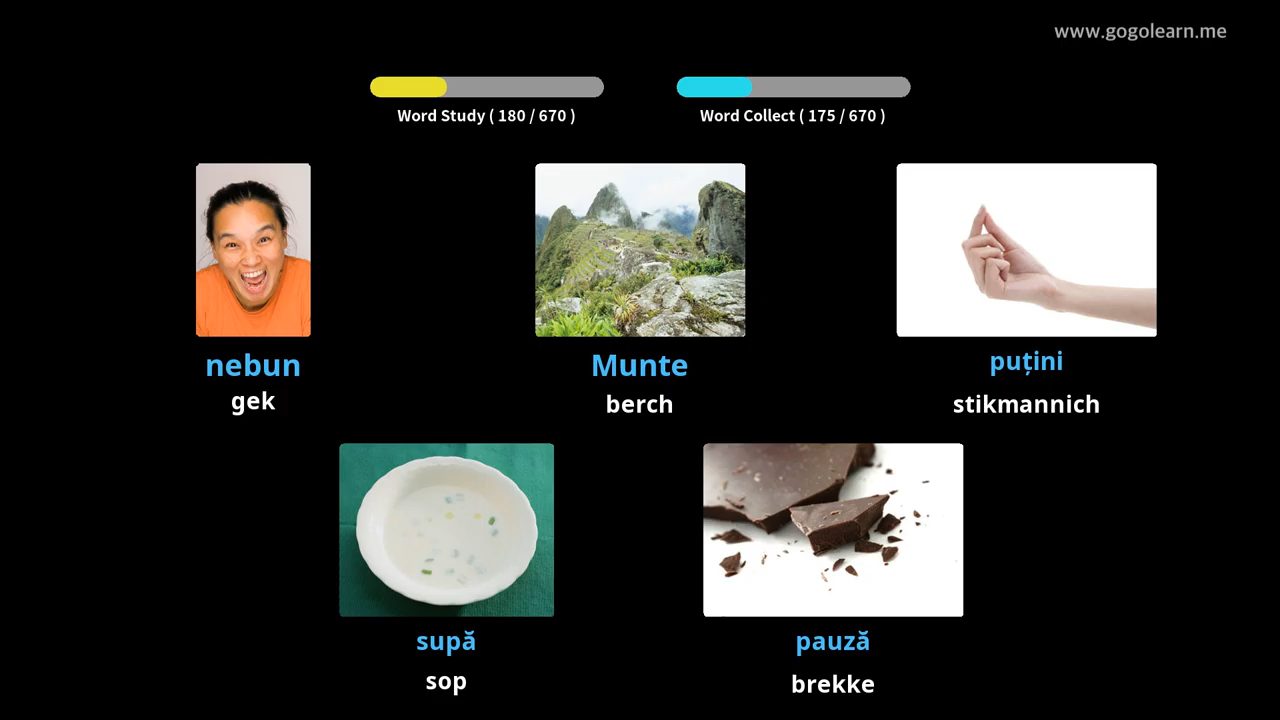 www.gogolearn.me
Word Study ( 180 / 670 )
Word Collect ( 175 / 670 )
nebun
gek
Munte
berch
puțini
stikmannich
supă
sop
pauză
brekke